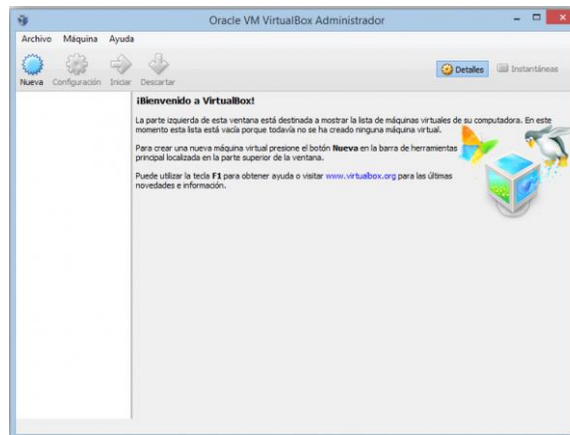 Oracle VM VirtualBox Administrador
Archivo Máquina Ayuda
Nueva Configuración Iniciar Descartar
Detalles Instantáneas
¡Bienvenido a VirtualBox!
La parte izquierda de esta ventana está destinada a mostrar la lista de máquinas virtuales de su computadora. En este
momento esta lista está vacía porque todavía no se ha creado ninguna máquina virtual.
Para crear una nueva máquina virtual presione el botón Nueva en la barra de herramientas
principal localizada en la parte superior de la ventana.
Puede utilizar la tecla F1 para obtener ayuda o visitar www.virtualbox.org para las últimas
novedades e información.